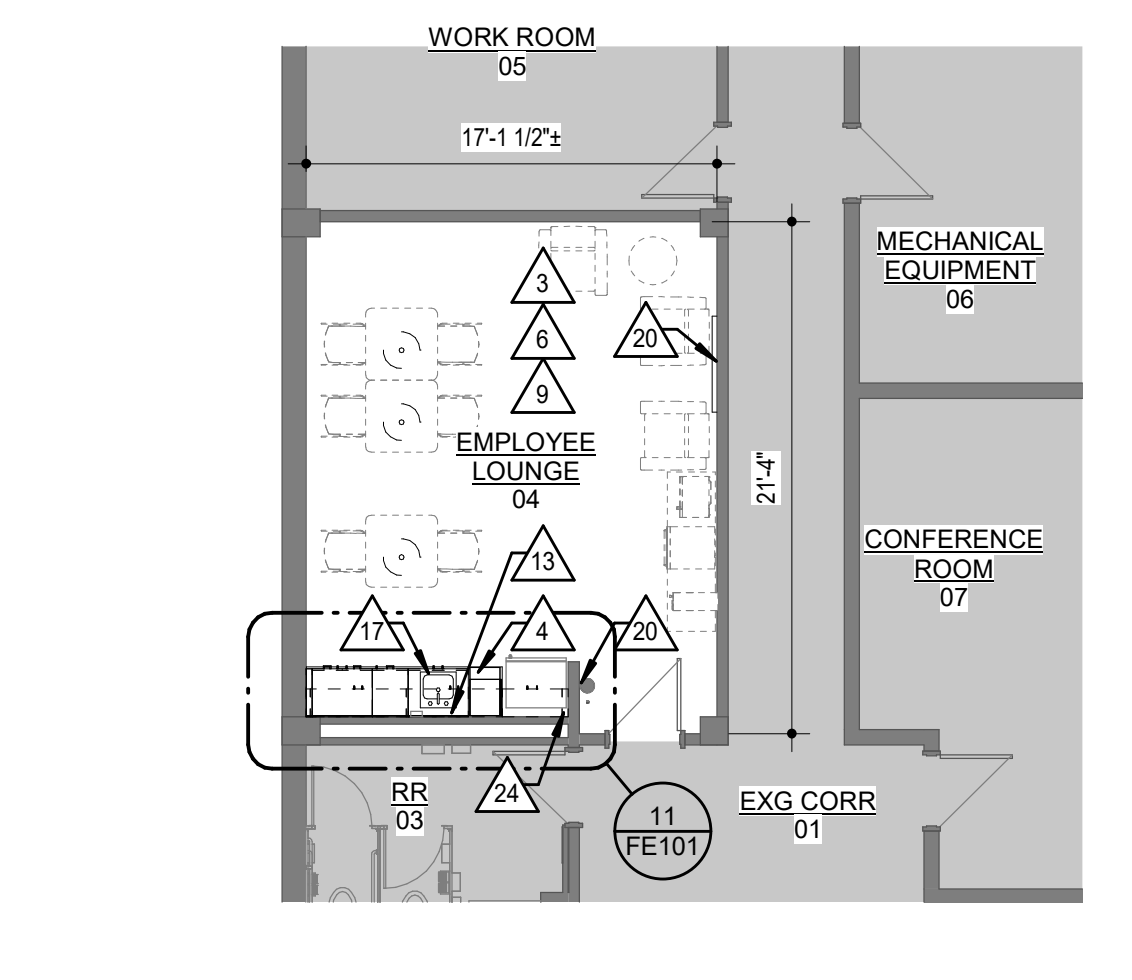 WORK ROOM
05
17'-1 1/2"±
MECHANICAL
EQUIPMENT
06
3
6
20
9
EMPLOYEE
LOUNGE
04
21'-4"
CONFERENCE
ROOM
07
13
17
4
20
24
RR
03
11
FE101
EXG CORR
01